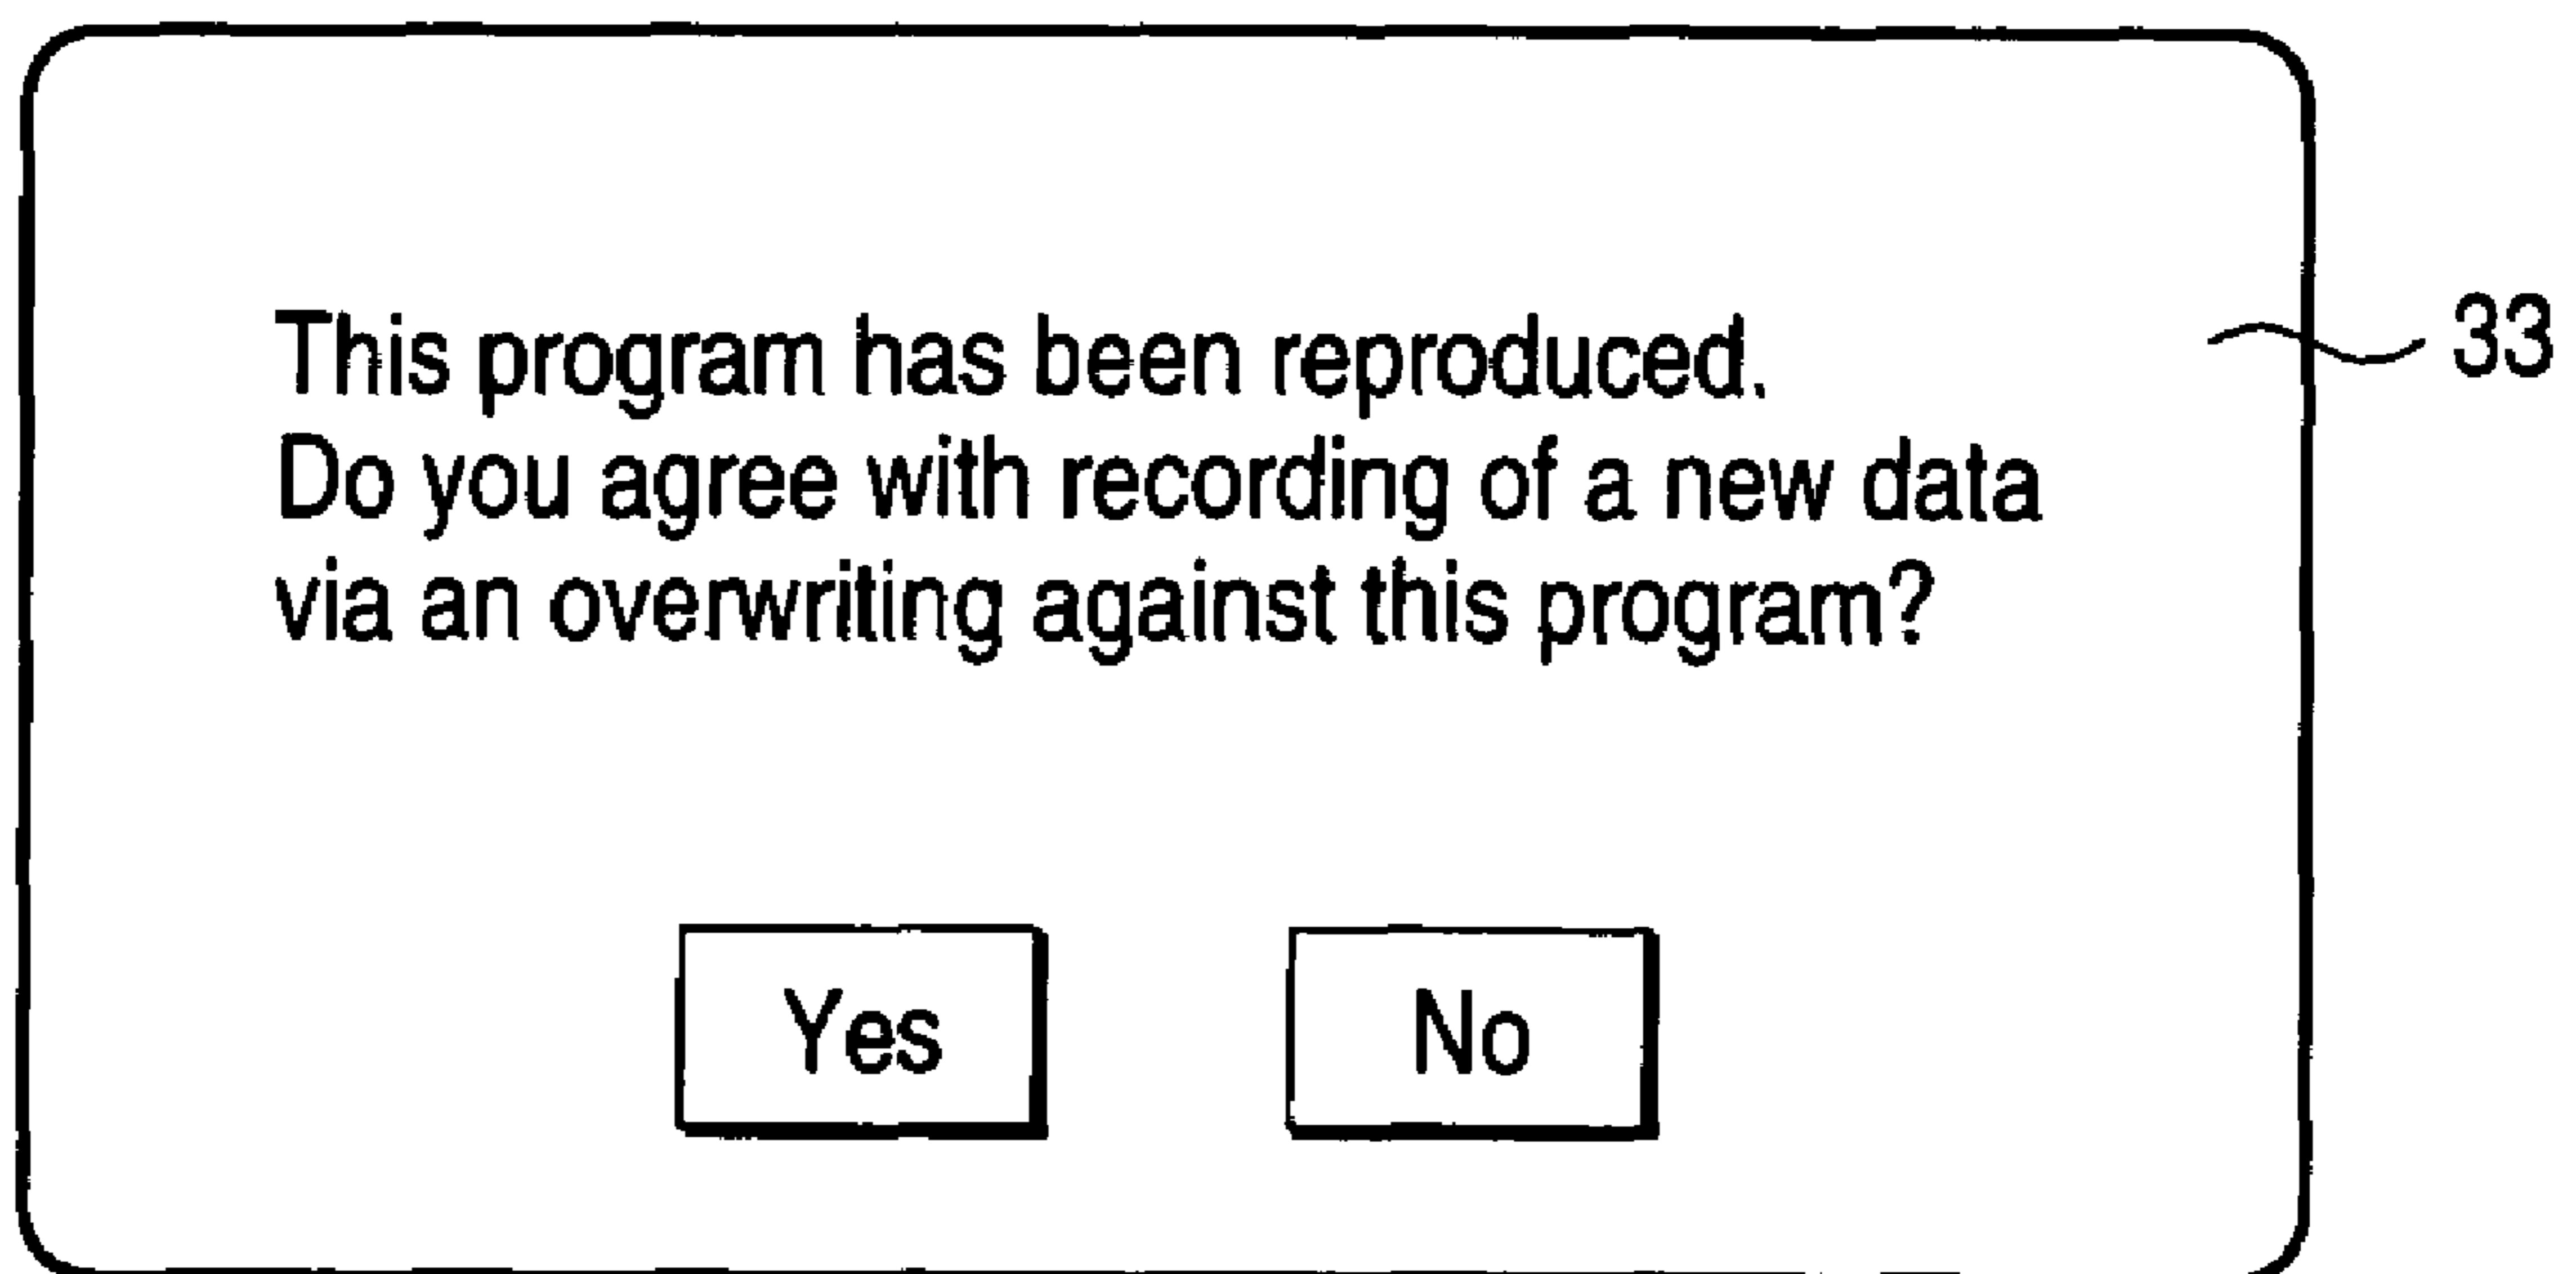 This program has been reproduced.
33
Do you agree with recording of a new data
via an overwriting against this program?
Yes
No